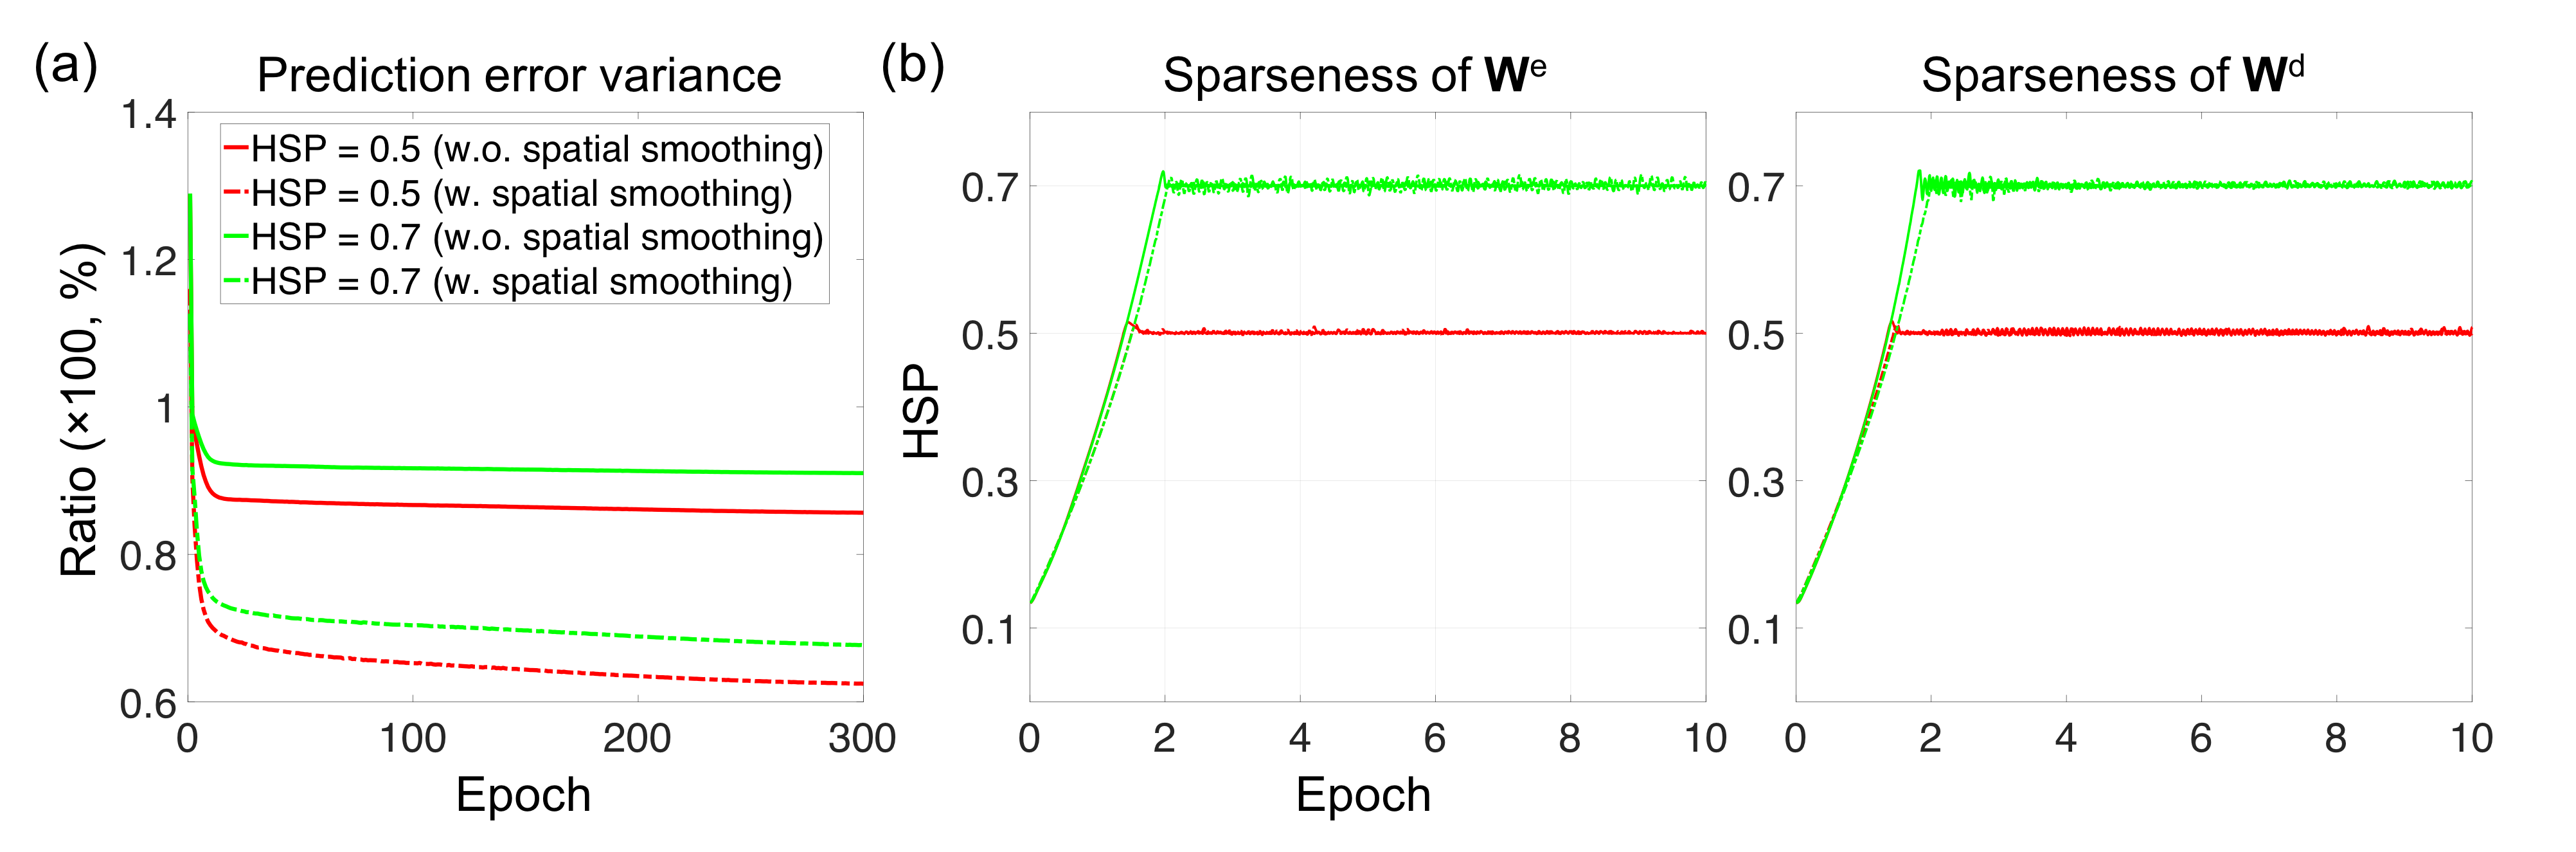 (a)
Prediction error variance
1.4
1.2
1
0.8
0.6
Ratio (×100, %)
HSP = 0.5 (w.o. spatial smoothing)
HSP = 0.5 (w. spatial smoothing)
HSP = 0.7 (w.o. spatial smoothing)
HSP = 0.7 (w. spatial smoothing)
0 100 200 300
Epoch
(b)
Sparseness of Wᵉ
HSP
0.7
0.5
0.3
0.1
0 2 4 6 8 10
Epoch
Sparseness of Wᵈ
0.7
0.5
0.3
0.1
0 2 4 6 8 10